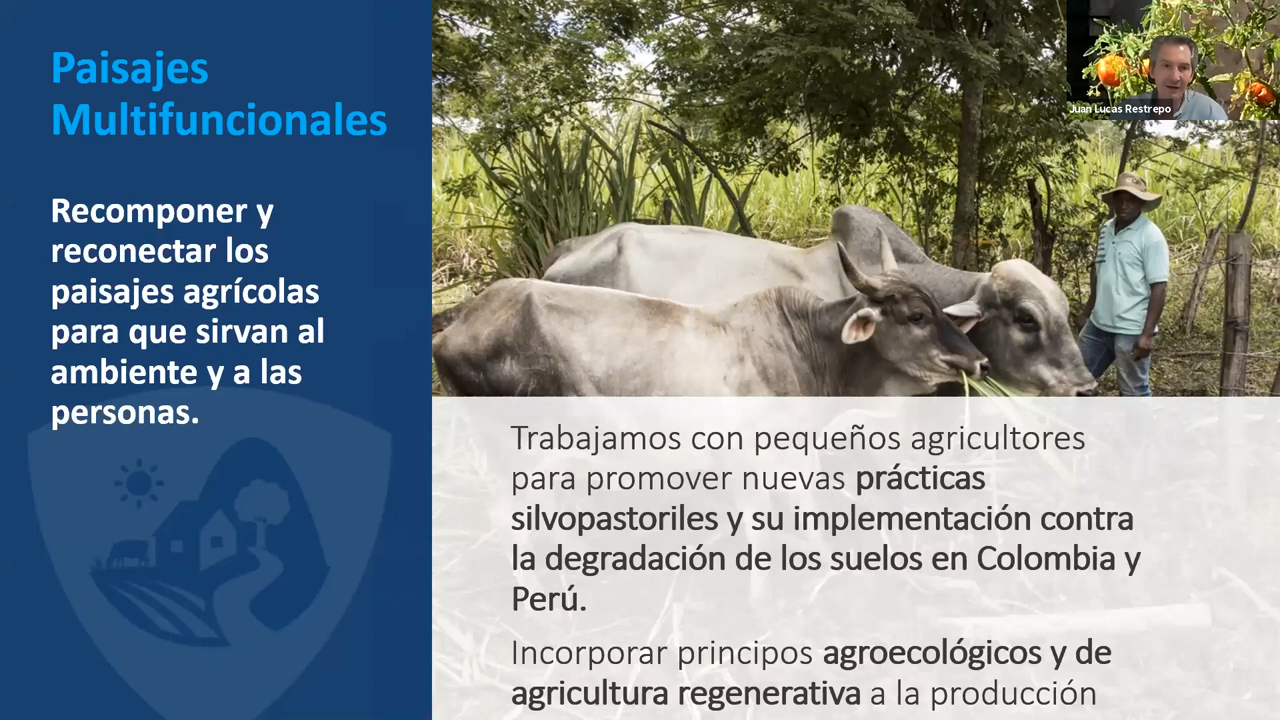 Paisajes
Multifuncionales
Recomponer y
reconectar los
paisajes agrícolas
para que sirvan al
ambiente y a las
personas.
Juan Lucas Restrepo
Trabajamos con pequeños agricultores
para promover nuevas prácticas
silvopastoriles y su implementación contra
la degradación de los suelos en Colombia y
Perú.
Incorporar principios agroecológicos y de
agricultura regenerativa a la producción